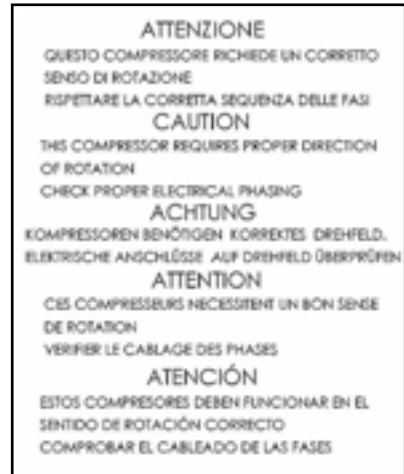 ATTENZIONE
QUESTO COMPRESSORE RICHIEDE UN CORRETTO
SENSO DI ROTAZIONE
RISPETTARE LA CORRETTA SEQUENZA DELLE FASI
CAUTION
THIS COMPRESSOR REQUIRES PROPER DIRECTION
OF ROTATION
CHECK PROPER ELECTRICAL PHASING
ACHTUNG
KOMPRESSOREN BENÖTIGEN KORREKTES DREHFELD.
ELEKTRISCHE ANSCHLÜSSE AUF DREHFELD ÜBERPRÜFEN
ATTENTION
CES COMPRESSEURS NECESSITENT UN BON SENSE
DE ROTATION
VERIFIER LE CABLAGE DES PHASES
ATENCIÓN
ESTOS COMPRESORES DEBEN FUNCIONAR EN EL
SENTIDO DE ROTACIÓN CORRECTO
COMPROBAR EL CABLEADO DE LAS FASES